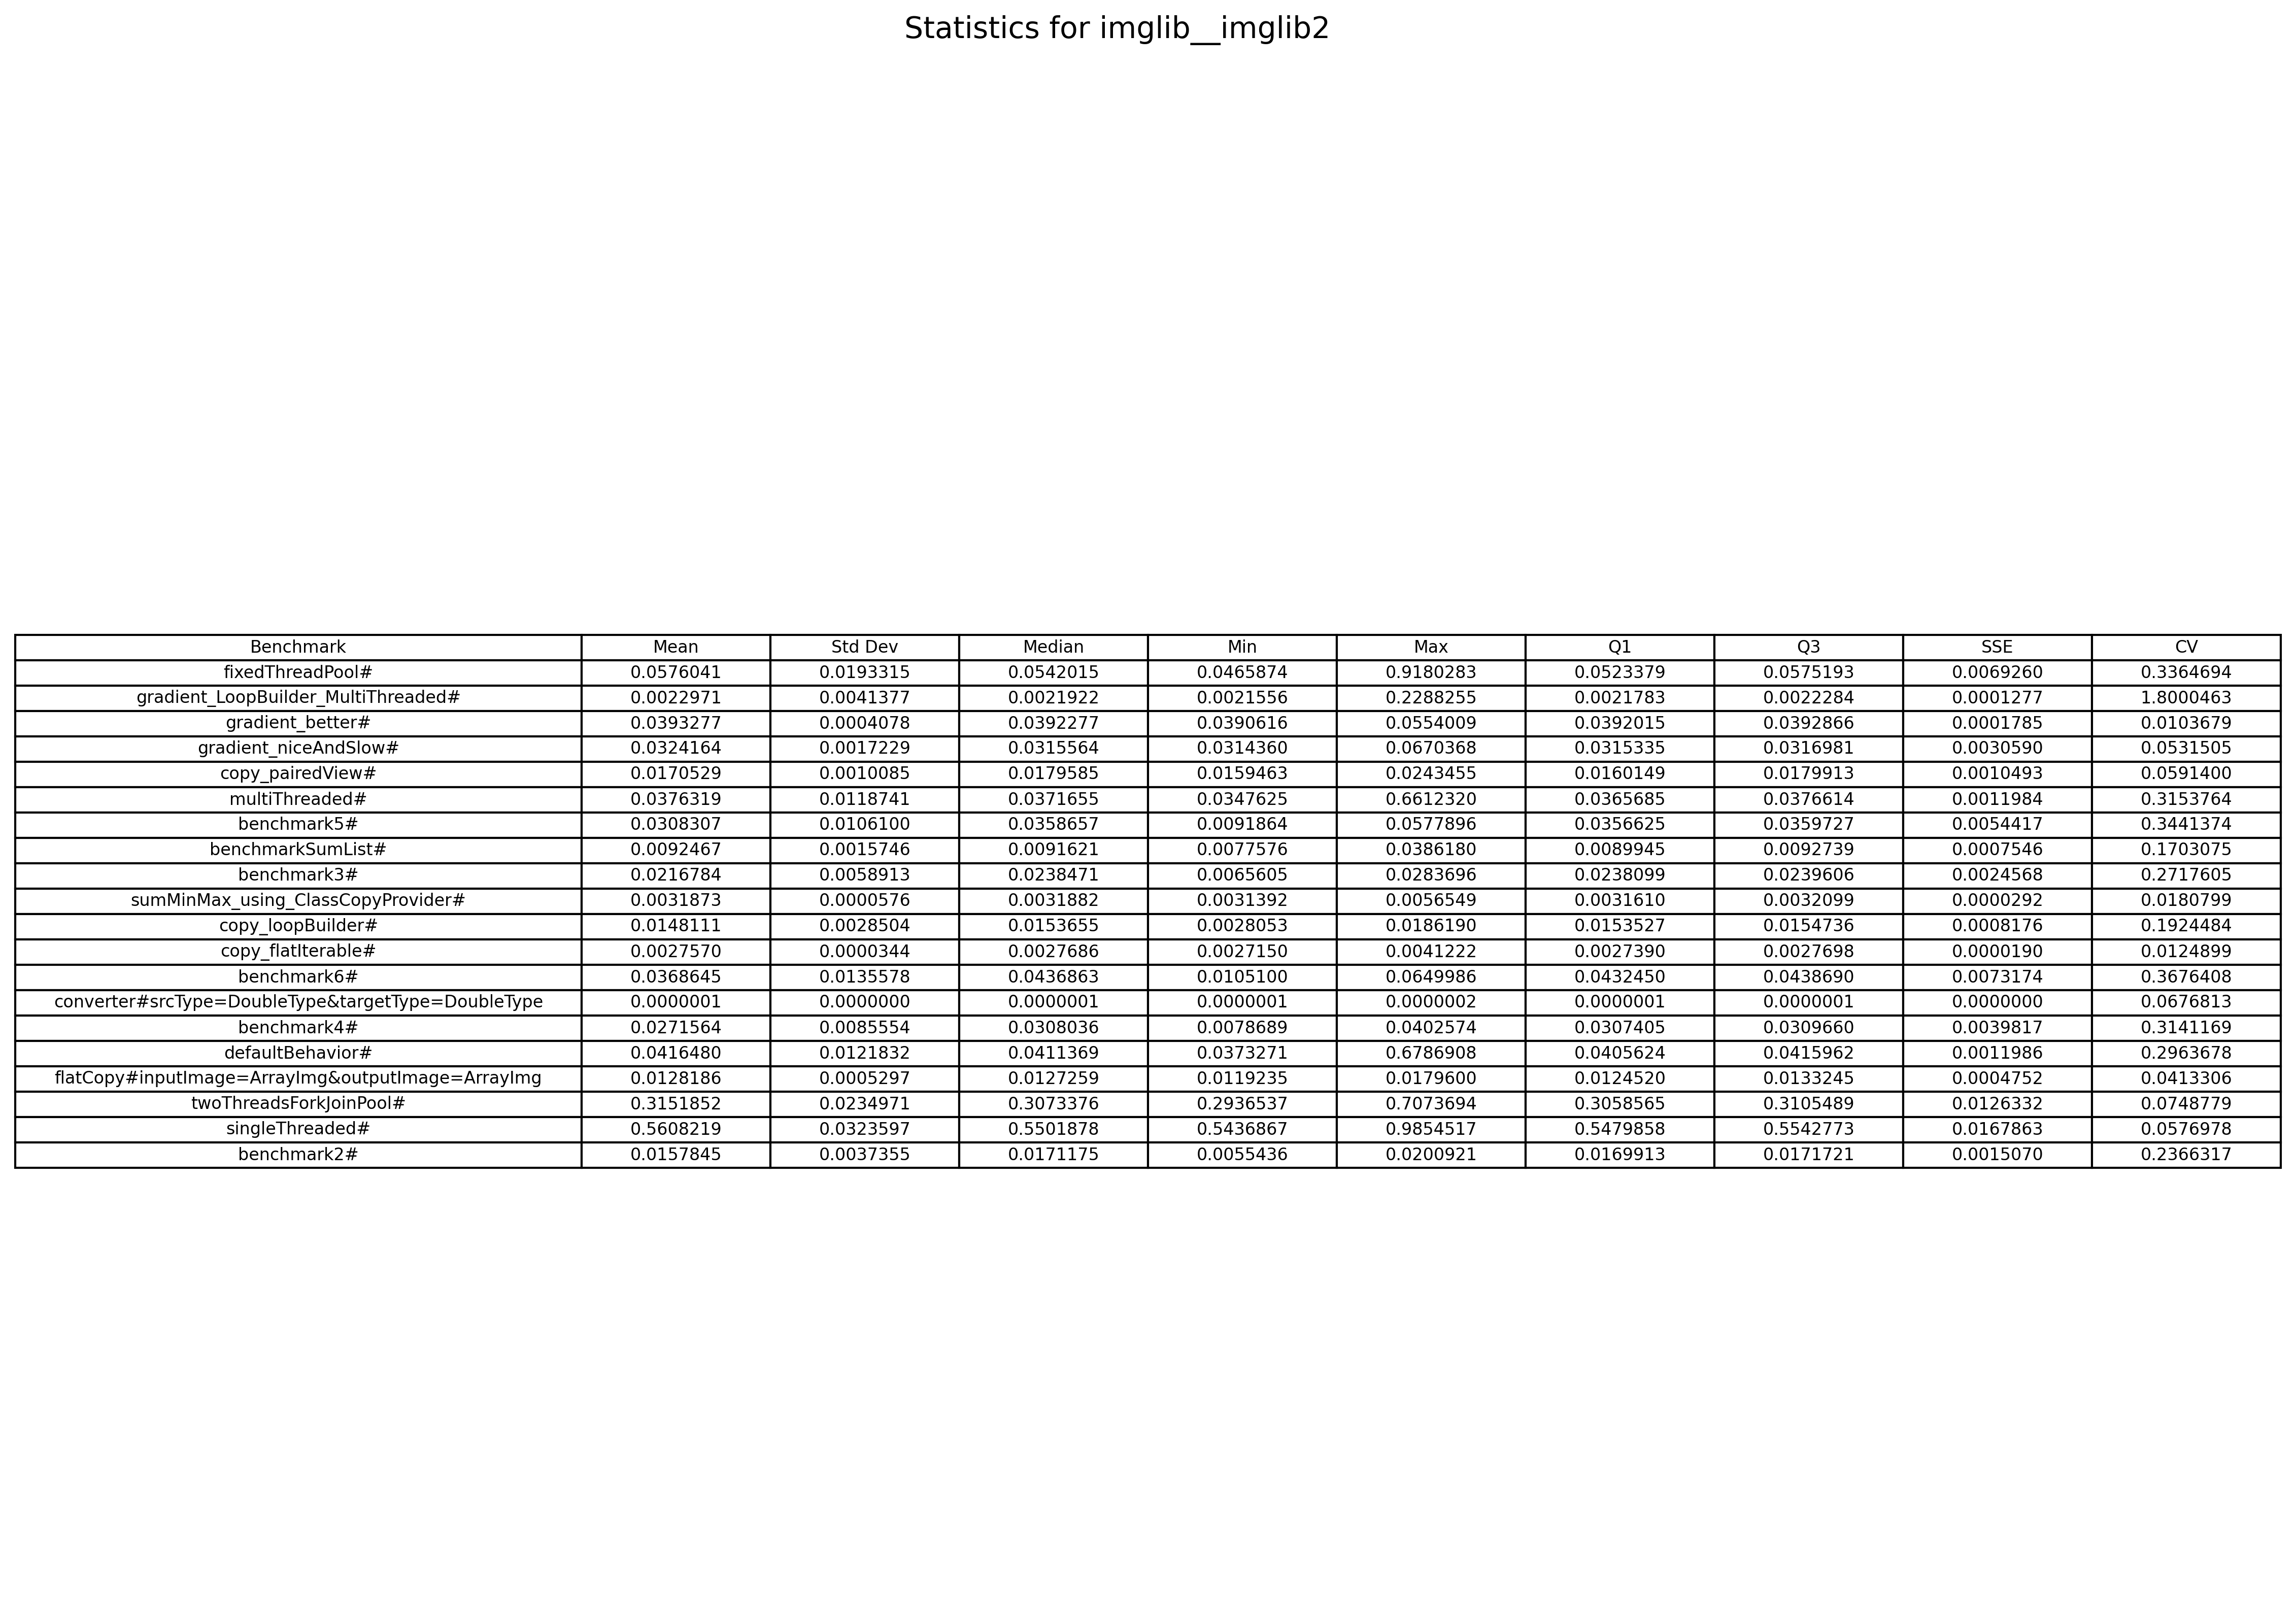 Statistics for imglib__imglib2
Benchmark Mean Std Dev Median Min Max Q1 Q3 SSE CV
fixedThreadPool# 0.0576041 0.0193315 0.0542015 0.0465874 0.9180283 0.0523379 0.0575193 0.0069260 0.3364694
gradient_LoopBuilder_MultiThreaded# 0.0022971 0.0041377 0.0021922 0.0021556 0.2288255 0.0021783 0.0022284 0.0001277 1.8000463
gradient_better# 0.0393277 0.0004078 0.0392277 0.0390616 0.0554009 0.0392015 0.0392866 0.0001785 0.0103679
gradient_niceAndSlow# 0.0324164 0.0017229 0.0315564 0.0314360 0.0670368 0.0315335 0.0316981 0.0030590 0.0531505
copy_pairedView# 0.0170529 0.0010085 0.0179585 0.0159463 0.0243455 0.0160149 0.0179913 0.0010493 0.0591400
multiThreaded# 0.0376319 0.0118741 0.0371655 0.0347625 0.6612320 0.0365685 0.0376614 0.0011984 0.3153764
benchmark5# 0.0308307 0.0106100 0.0358657 0.0091864 0.0577896 0.0356625 0.0359727 0.0054417 0.3441374
benchmarkSumList# 0.0092467 0.0015746 0.0091621 0.0077576 0.0386180 0.0089945 0.0092739 0.0007546 0.1703075
benchmark3# 0.0216784 0.0058913 0.0238471 0.0065605 0.0283696 0.0238099 0.0239606 0.0024568 0.2717605
sumMinMax_using_ClassCopyProvider# 0.0031873 0.0000576 0.0031882 0.0031392 0.0056549 0.0031610 0.0032099 0.0000292 0.0180799
copy_loopBuilder# 0.0148111 0.0028504 0.0153655 0.0028053 0.0186190 0.0153527 0.0154736 0.0008176 0.1924484
copy_flatIterable# 0.0027570 0.0000344 0.0027686 0.0027150 0.0041222 0.0027390 0.0027698 0.0000190 0.0124899
benchmark6# 0.0368645 0.0135578 0.0436863 0.0105100 0.0649986 0.0432450 0.0438690 0.0073174 0.3676408
converter#srcType=DoubleType&targetType=DoubleType 0.0000001 0.0000000 0.0000001 0.0000001 0.0000002 0.0000001 0.0000001 0.0000000 0.0676813
benchmark4# 0.0271564 0.0085554 0.0308036 0.0078689 0.0402574 0.0307405 0.0309660 0.0039817 0.3141169
defaultBehavior# 0.0416480 0.0121832 0.0411369 0.0373271 0.6786908 0.0405624 0.0415962 0.0011986 0.2963678
flatCopy#inputImage=ArrayImg&outputImage=ArrayImg 0.0128186 0.0005297 0.0127259 0.0119235 0.0179600 0.0124520 0.0133245 0.0004752 0.0413306
twoThreadsForkJoinPool# 0.3151852 0.0234971 0.3073376 0.2936537 0.7073694 0.3058565 0.3105489 0.0126332 0.0748779
singleThreaded# 0.5608219 0.0323597 0.5501878 0.5436867 0.9854517 0.5479858 0.5542773 0.0167863 0.0576978
benchmark2# 0.0157845 0.0037355 0.0171175 0.0055436 0.0200921 0.0169913 0.0171721 0.0015070 0.2366317